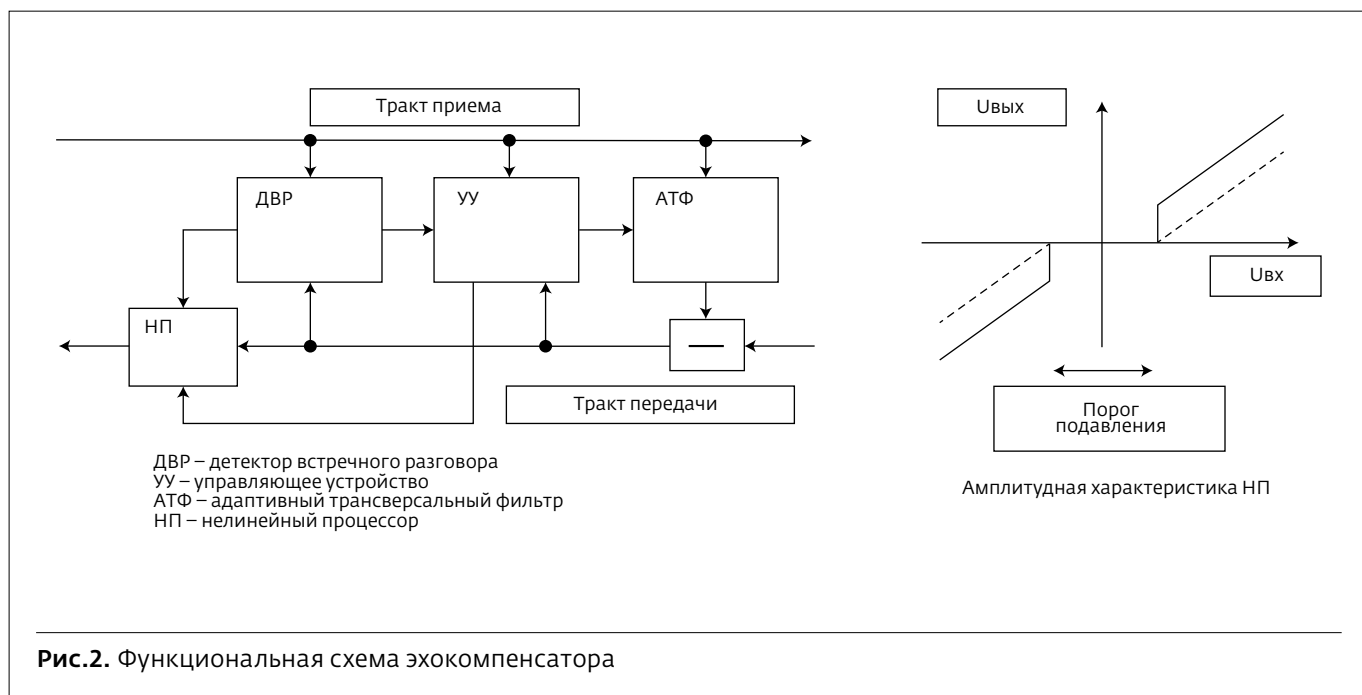 Тракт приема
ДВР
УУ
АТФ
НП
Тракт передачи
ДВР – детектор встречного разговора
УУ – управляющее устройство
АТФ – адаптивный трансверсальный фильтр
НП – нелинейный процессор
Uвых
Uвх
Порог
подавления
Амплитудная характеристика НП
Рис.2. Функциональная схема эхокомпенсатора